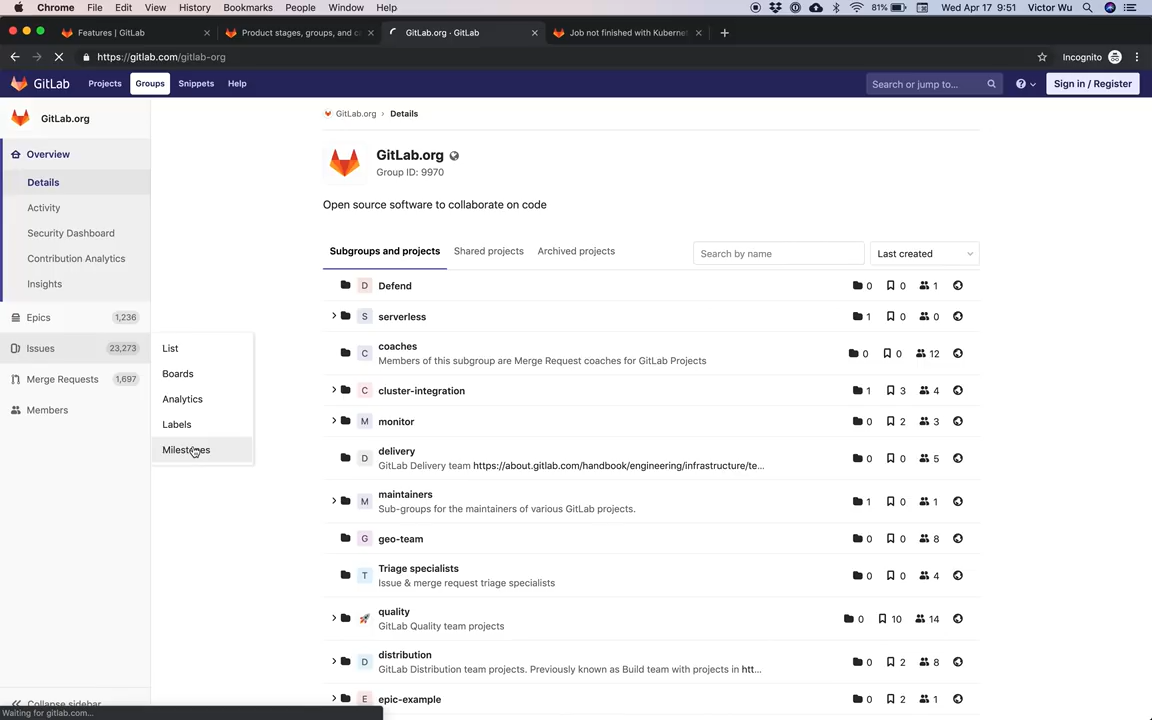 Chrome File Edit View History Bookmarks People Window Help 81% Wed Apr 17 9:51 Victor Wu
Features | GitLab Product stages, groups, and c GitLab.org · GitLab Job not finished with Kubernet
https://gitlab.com/gitlab-org Incognito
GitLab Projects Groups Snippets Help Search or jump to... Sign in / Register
GitLab.org
Overview
Details
Activity
Security Dashboard
Contribution Analytics
Insights
Epics 1,236
Issues 23,273
Merge Requests 1,697
Members
Collapse sidebar
Waiting for gitlab.com...
List
Boards
Analytics
Labels
Milestones
GitLab.org › Details
GitLab.org
Group ID: 9970
Open source software to collaborate on code
Subgroups and projects Shared projects Archived projects Search by name Last created
D Defend 0 0 1
S serverless 1 0 0
C coaches 0 0 12
Members of this subgroup are Merge Request coaches for GitLab Projects
C cluster-integration 1 3 4
M monitor 0 2 3
D delivery 0 0 5
GitLab Delivery team https://about.gitlab.com/handbook/engineering/infrastructure/te...
M maintainers 1 0 1
Sub-groups for the maintainers of various GitLab projects.
G geo-team 0 0 8
T Triage specialists 0 0 4
Issue & merge request triage specialists
quality 0 10 14
GitLab Quality team projects
D distribution 0 2 8
GitLab Distribution team projects. Previously known as Build team with projects in htt...
E epic-example 0 2 1